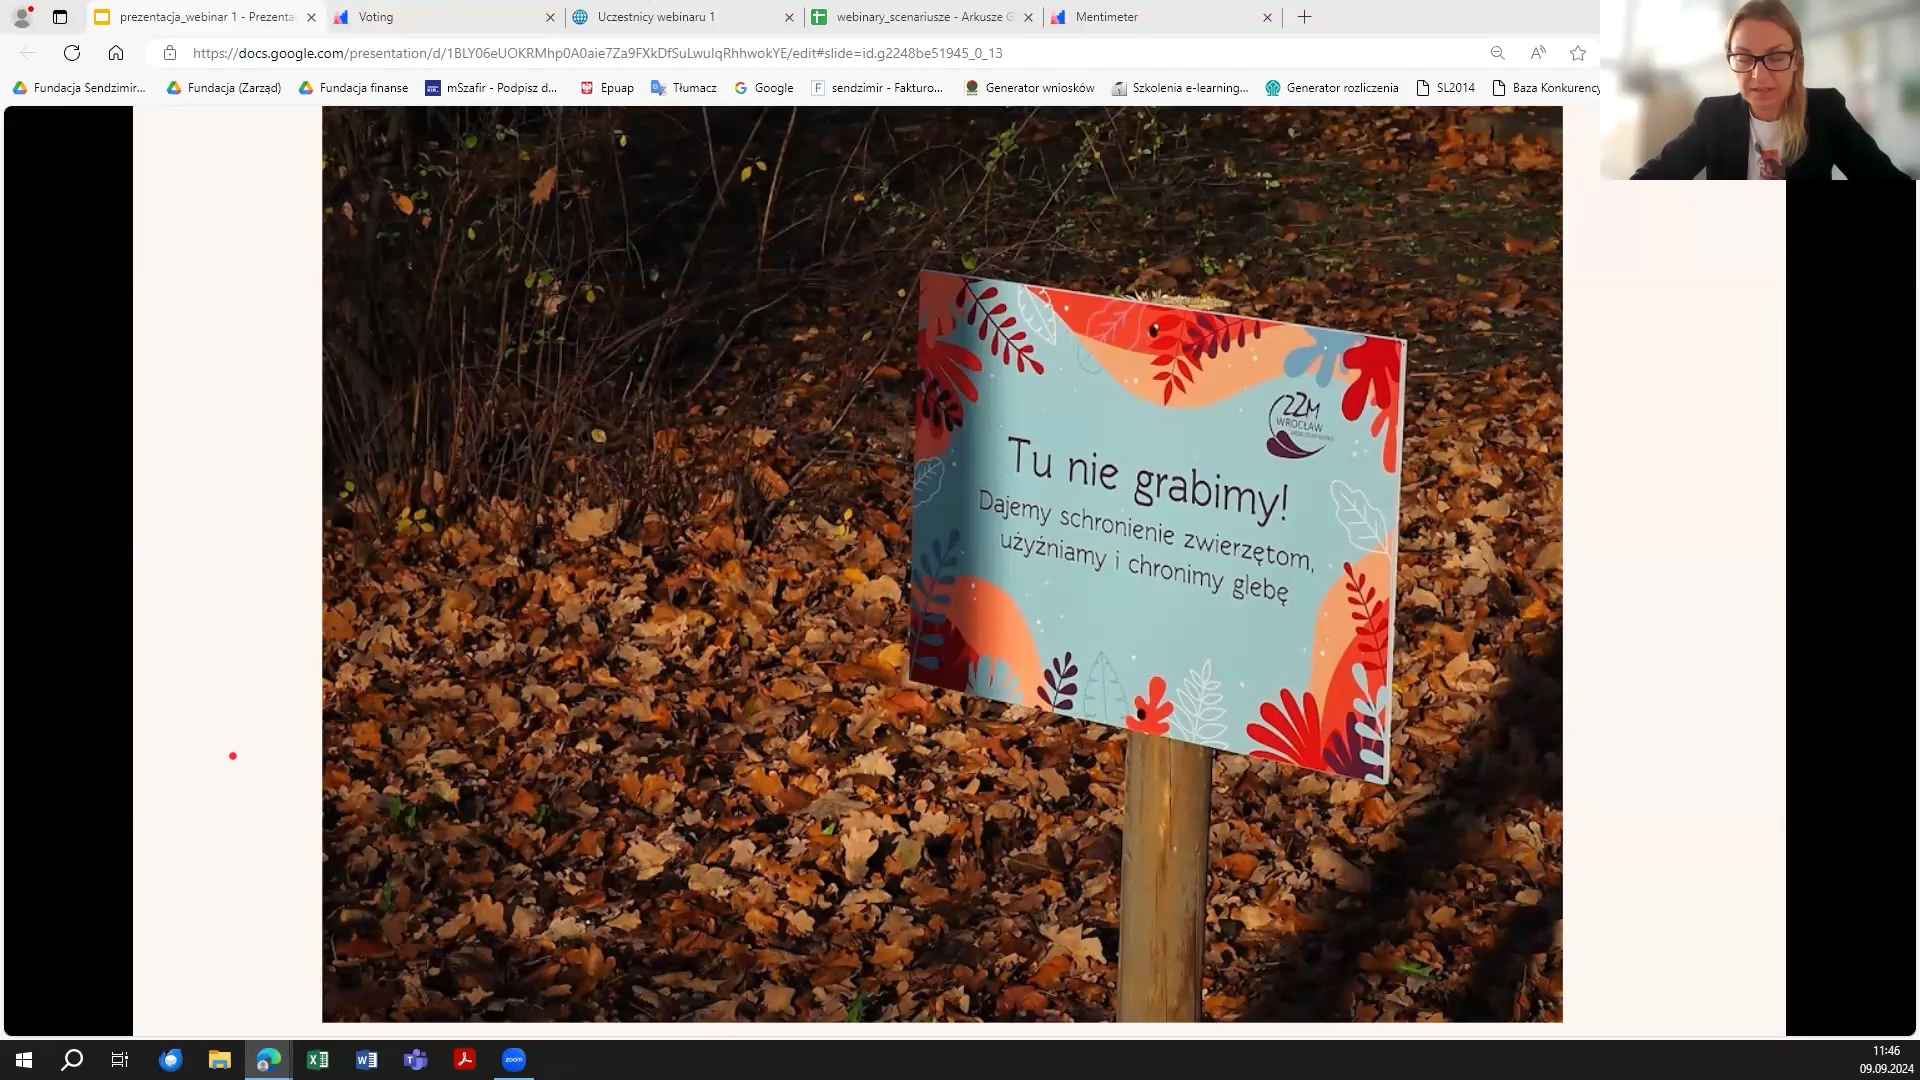 prezentacja_webinar 1 - Prezenta
Voting
Uczestnicy webinaru 1
webinary_scenariusze - Arkusze G
Mentimeter
https://docs.google.com/presentation/d/1BLY06eUOKRMhp0A0aie7Za9FXkDfSuLwulqRhhwokYE/edit#slide=id.g2248be51945_0_13
Fundacja Sendzimir...
Fundacja (Zarząd)
Fundacja finanse
mSzafir - Podpisz d...
Epuap
Tłumacz
Google
sendzimir - Fakturo...
Generator wniosków
Szkolenia e-learning...
Generator rozliczenia
SL2014
Baza Konkurency
ZZM
WROCŁAW
Tu nie grabimy!
Dajemy schronienie zwierzętom,
użyźniamy i chronimy glebę
zoom
11:46
09.09.2024